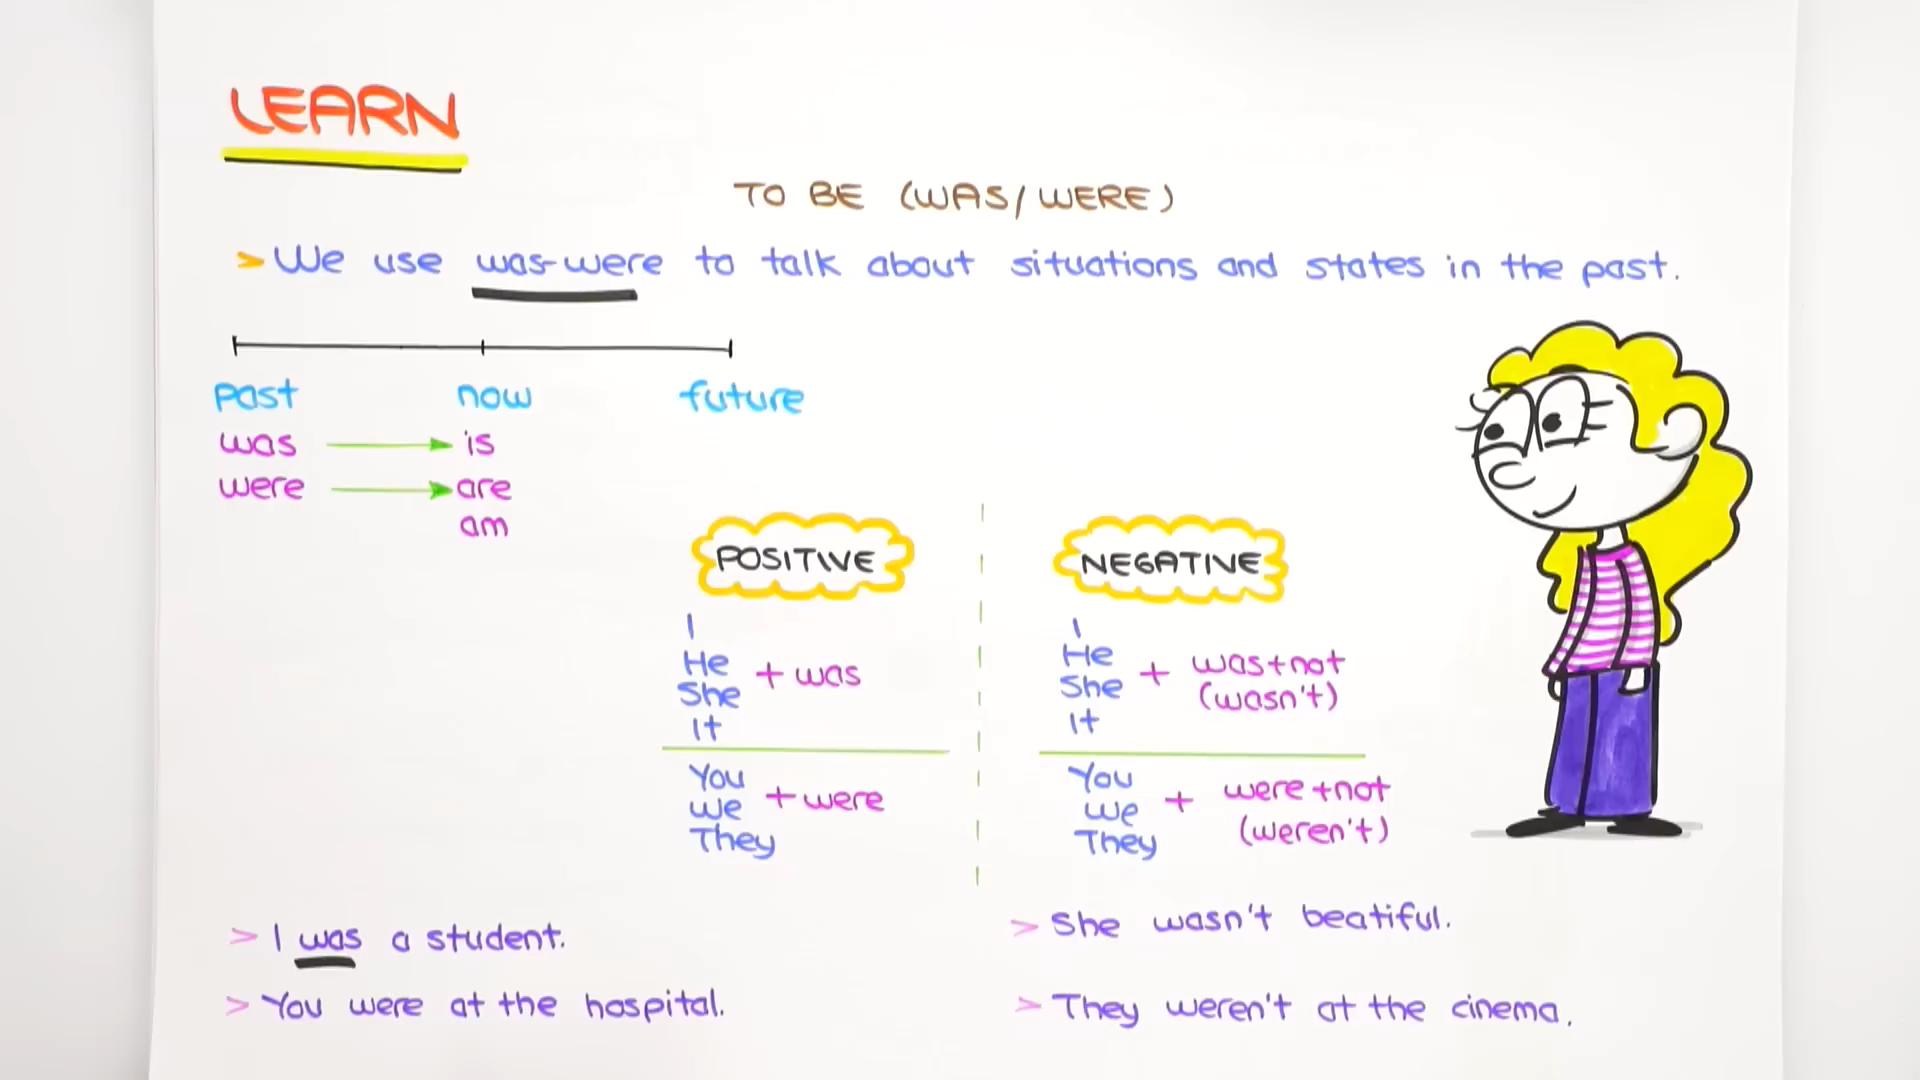 LEARN
TO BE (WAS/WERE)
> We use was-were to talk about situations and states in the past.
past now future
was is
were are
am
POSITIVE
I
He
She
It
+ was
You
We
They
+ were
NEGATIVE
I
He
She
It
+ was+not
(wasn't)
You
We
They
+ were+not
(weren't)
> I was a student.
> You were at the hospital.
> She wasn't beatiful.
> They weren't at the cinema.